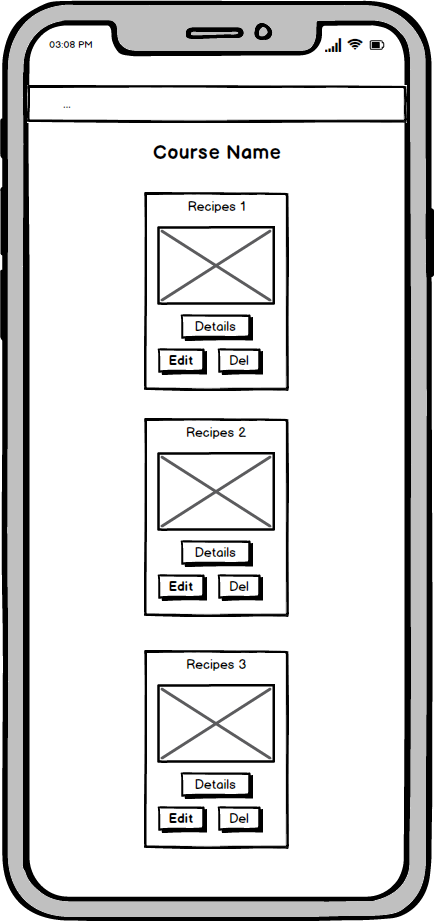 03:08 PM
...
Course Name
Recipes 1
Details
Edit Del
Recipes 2
Details
Edit Del
Recipes 3
Details
Edit Del